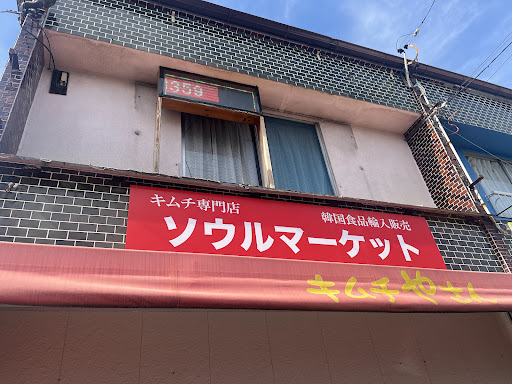 359
キムチ専門店
韓国食品輸入販売
ソウルマーケット
キムチやさん